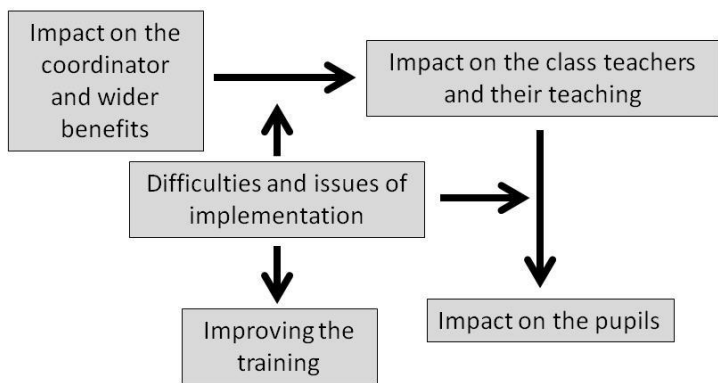 Impact on the
coordinator
and wider
benefits
Impact on the class teachers
and their teaching
Difficulties and issues of
implementation
Improving the
training
Impact on the pupils